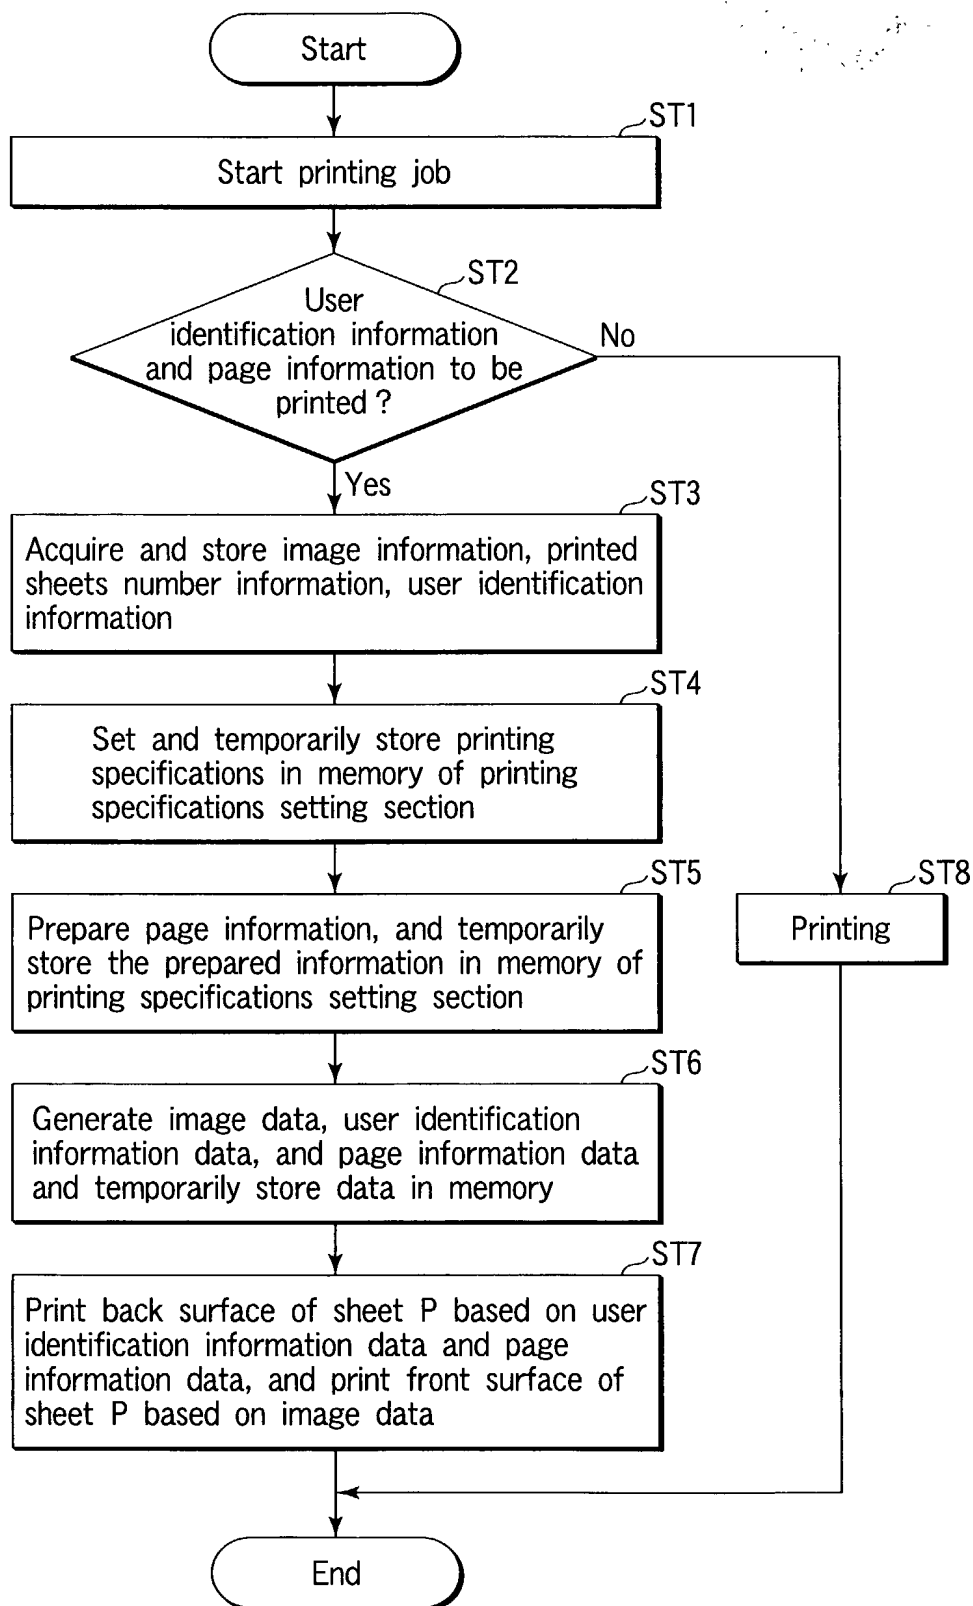 Start
ST1
Start printing job
ST2
User
identification information
and page information to be
printed ?
No
Yes
ST3
Acquire and store image information, printed
sheets number information, user identification
information
ST4
Set and temporarily store printing
specifications in memory of printing
specifications setting section
ST5
Prepare page information, and temporarily
store the prepared information in memory of
printing specifications setting section
ST8
Printing
ST6
Generate image data, user identification
information data, and page information data
and temporarily store data in memory
ST7
Print back surface of sheet P based on user
identification information data and page
information data, and print front surface of
sheet P based on image data
End